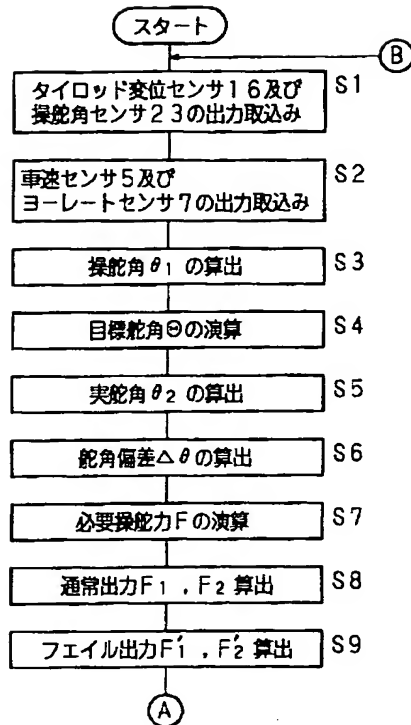 スタート
B
タイロッド変位センサ16及び
操舵角センサ23の出力取込み
S1
車速センサ5及び
ヨーレートセンサ7の出力取込み
S2
操舵角θ1の算出
S3
目標舵角Θの演算
S4
実舵角θ2の算出
S5
舵角偏差△θの算出
S6
必要操舵力Fの演算
S7
通常出力F1,F2算出
S8
フェイル出力F'1,F'2算出
S9
A